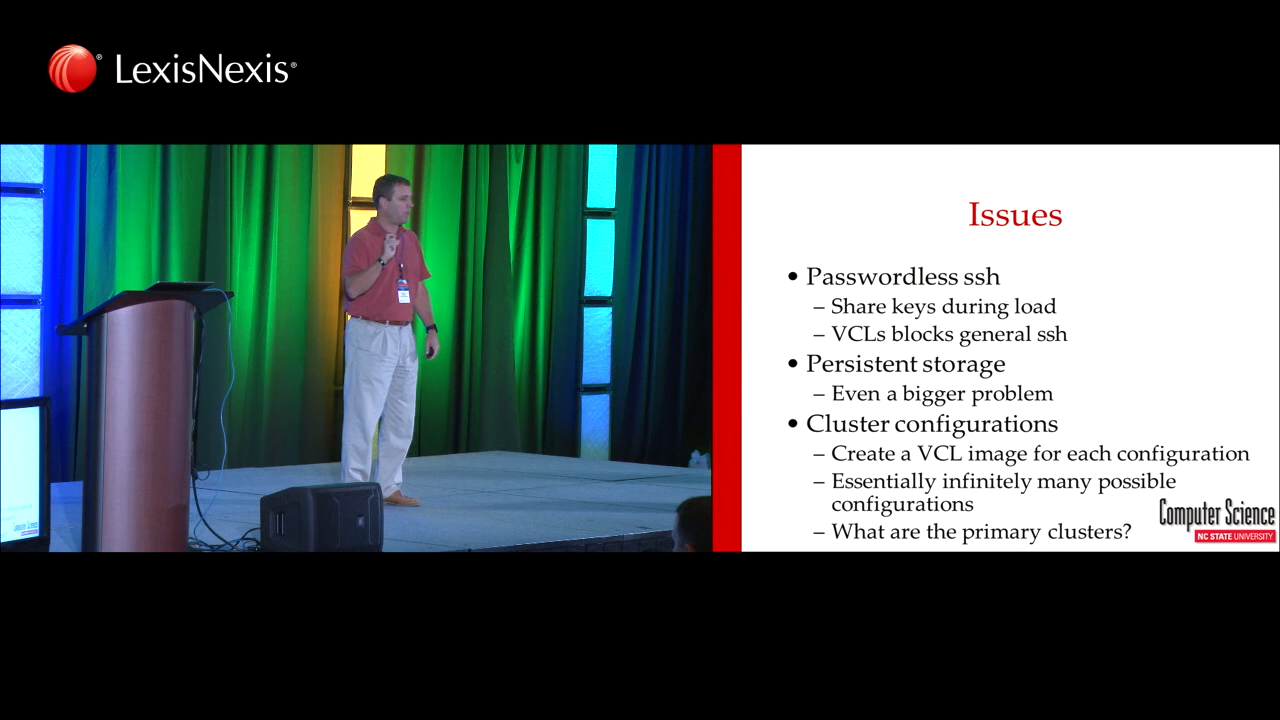 LexisNexis®
Issues
• Passwordless ssh
– Share keys during load
– VCLs blocks general ssh
• Persistent storage
– Even a bigger problem
• Cluster configurations
– Create a VCL image for each configuration
– Essentially infinitely many possible
configurations
– What are the primary clusters?
Computer Science
NC STATE UNIVERSITY